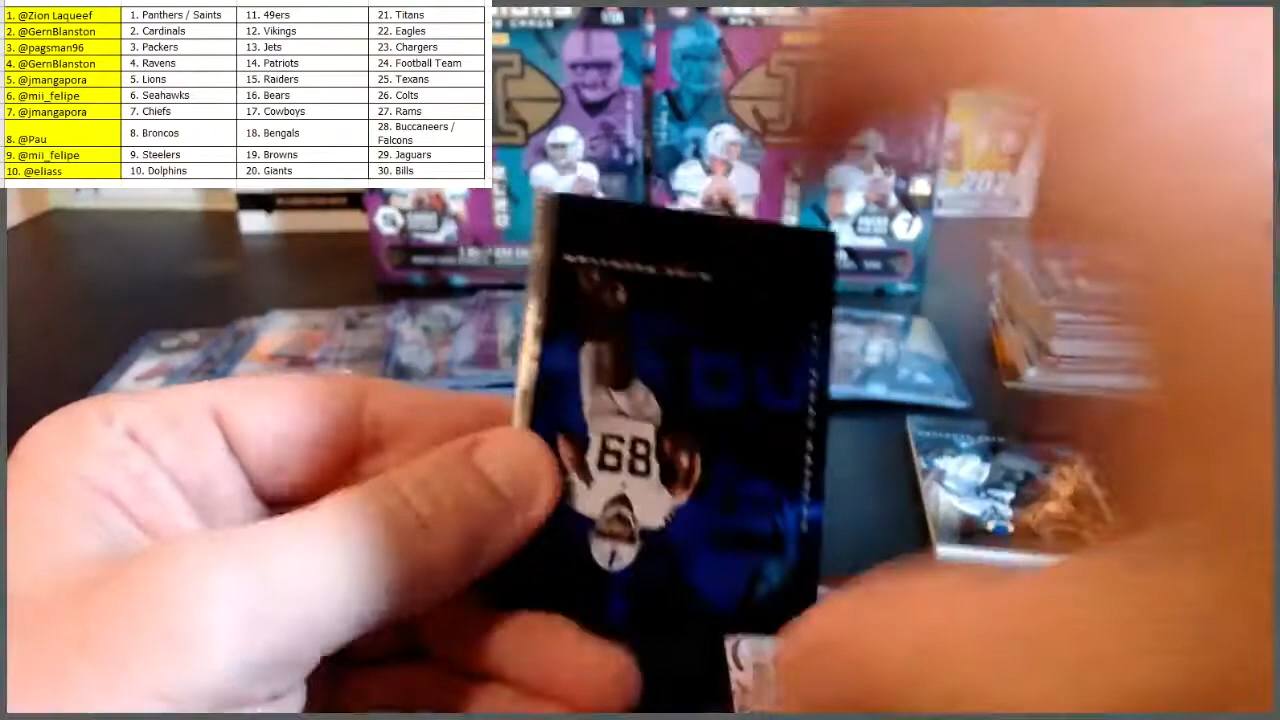 1. @Zion Laqueef 1. Panthers / Saints 11. 49ers 21. Titans
2. @GernBlanston 2. Cardinals 12. Vikings 22. Eagles
3. @pagsman96 3. Packers 13. Jets 23. Chargers
4. @GernBlanston 4. Ravens 14. Patriots 24. Football Team
5. @jmangapora 5. Lions 15. Raiders 25. Texans
6. @mii_felipe 6. Seahawks 16. Bears 26. Colts
7. @jmangapora 7. Chiefs 17. Cowboys 27. Rams
8. @Pau 8. Broncos 18. Bengals 28. Buccaneers / Falcons
9. @mii_felipe 9. Steelers 19. Browns 29. Jaguars
10. @eliass 10. Dolphins 20. Giants 30. Bills